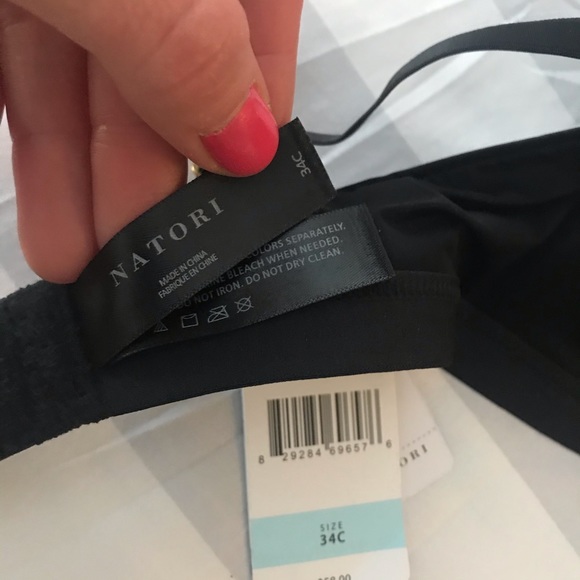 34C
NATORI
MADE IN CHINA
FABRIQUE EN CHINE
COLORS SEPARATELY.
BLEACH WHEN NEEDED.
NOT IRON. DO NOT DRY CLEAN.
8 29284 69657 6
ORI
SIZE
34C